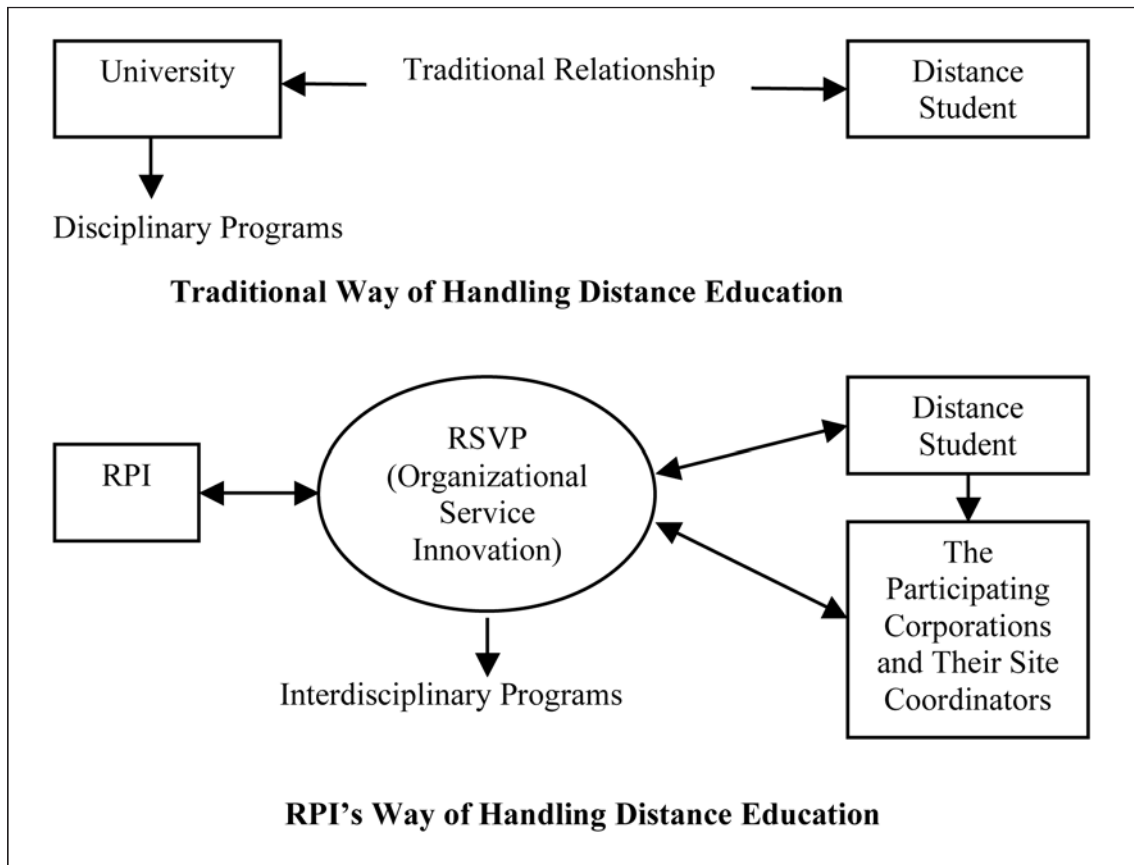 University
Traditional Relationship
Distance
Student
Disciplinary Programs
Traditional Way of Handling Distance Education
RPI
RSVP
(Organizational
Service
Innovation)
Distance
Student
The
Participating
Corporations
and Their Site
Coordinators
Interdisciplinary Programs
RPI’s Way of Handling Distance Education